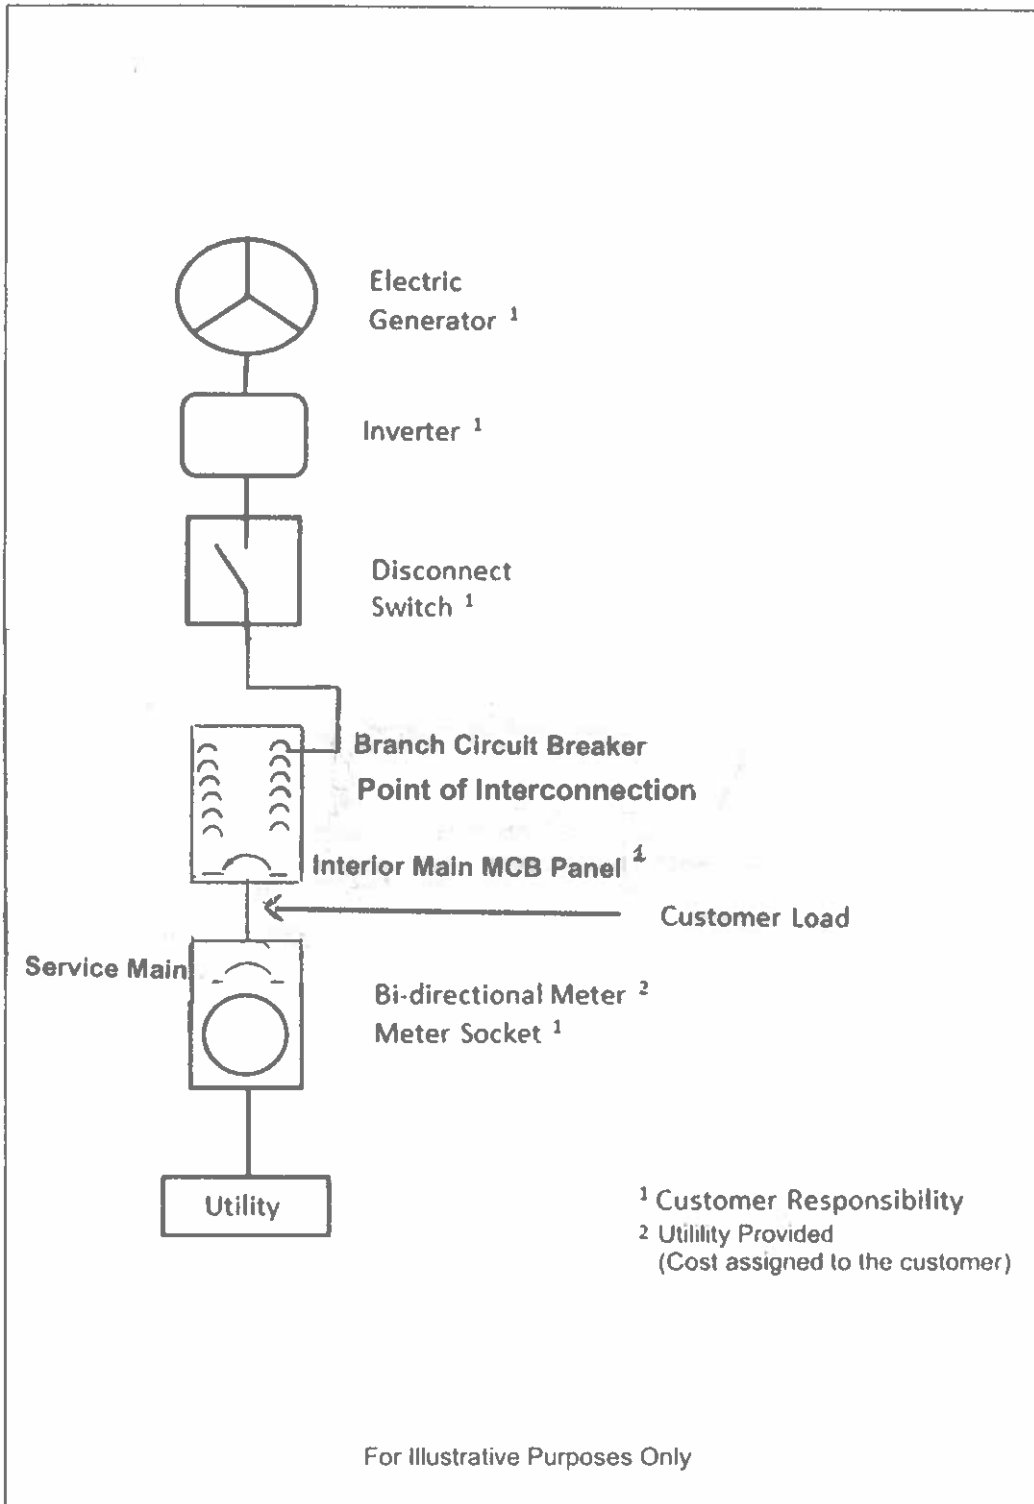 Electric
Generator ¹
Inverter ¹
Disconnect
Switch ¹
Branch Circuit Breaker
Point of Interconnection
Interior Main MCB Panel ¹
Customer Load
Service Main
Bi-directional Meter ²
Meter Socket ¹
Utility
¹ Customer Responsibility
² Utilility Provided
(Cost assigned to the customer)
For Illustrative Purposes Only